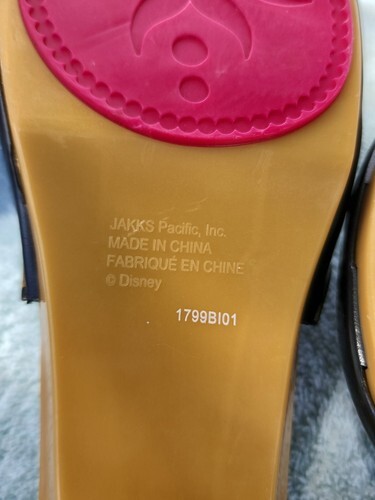 JAKKS Pacific, Inc.
MADE IN CHINA
FABRIQUÉ EN CHINE
© Disney
1799BI01